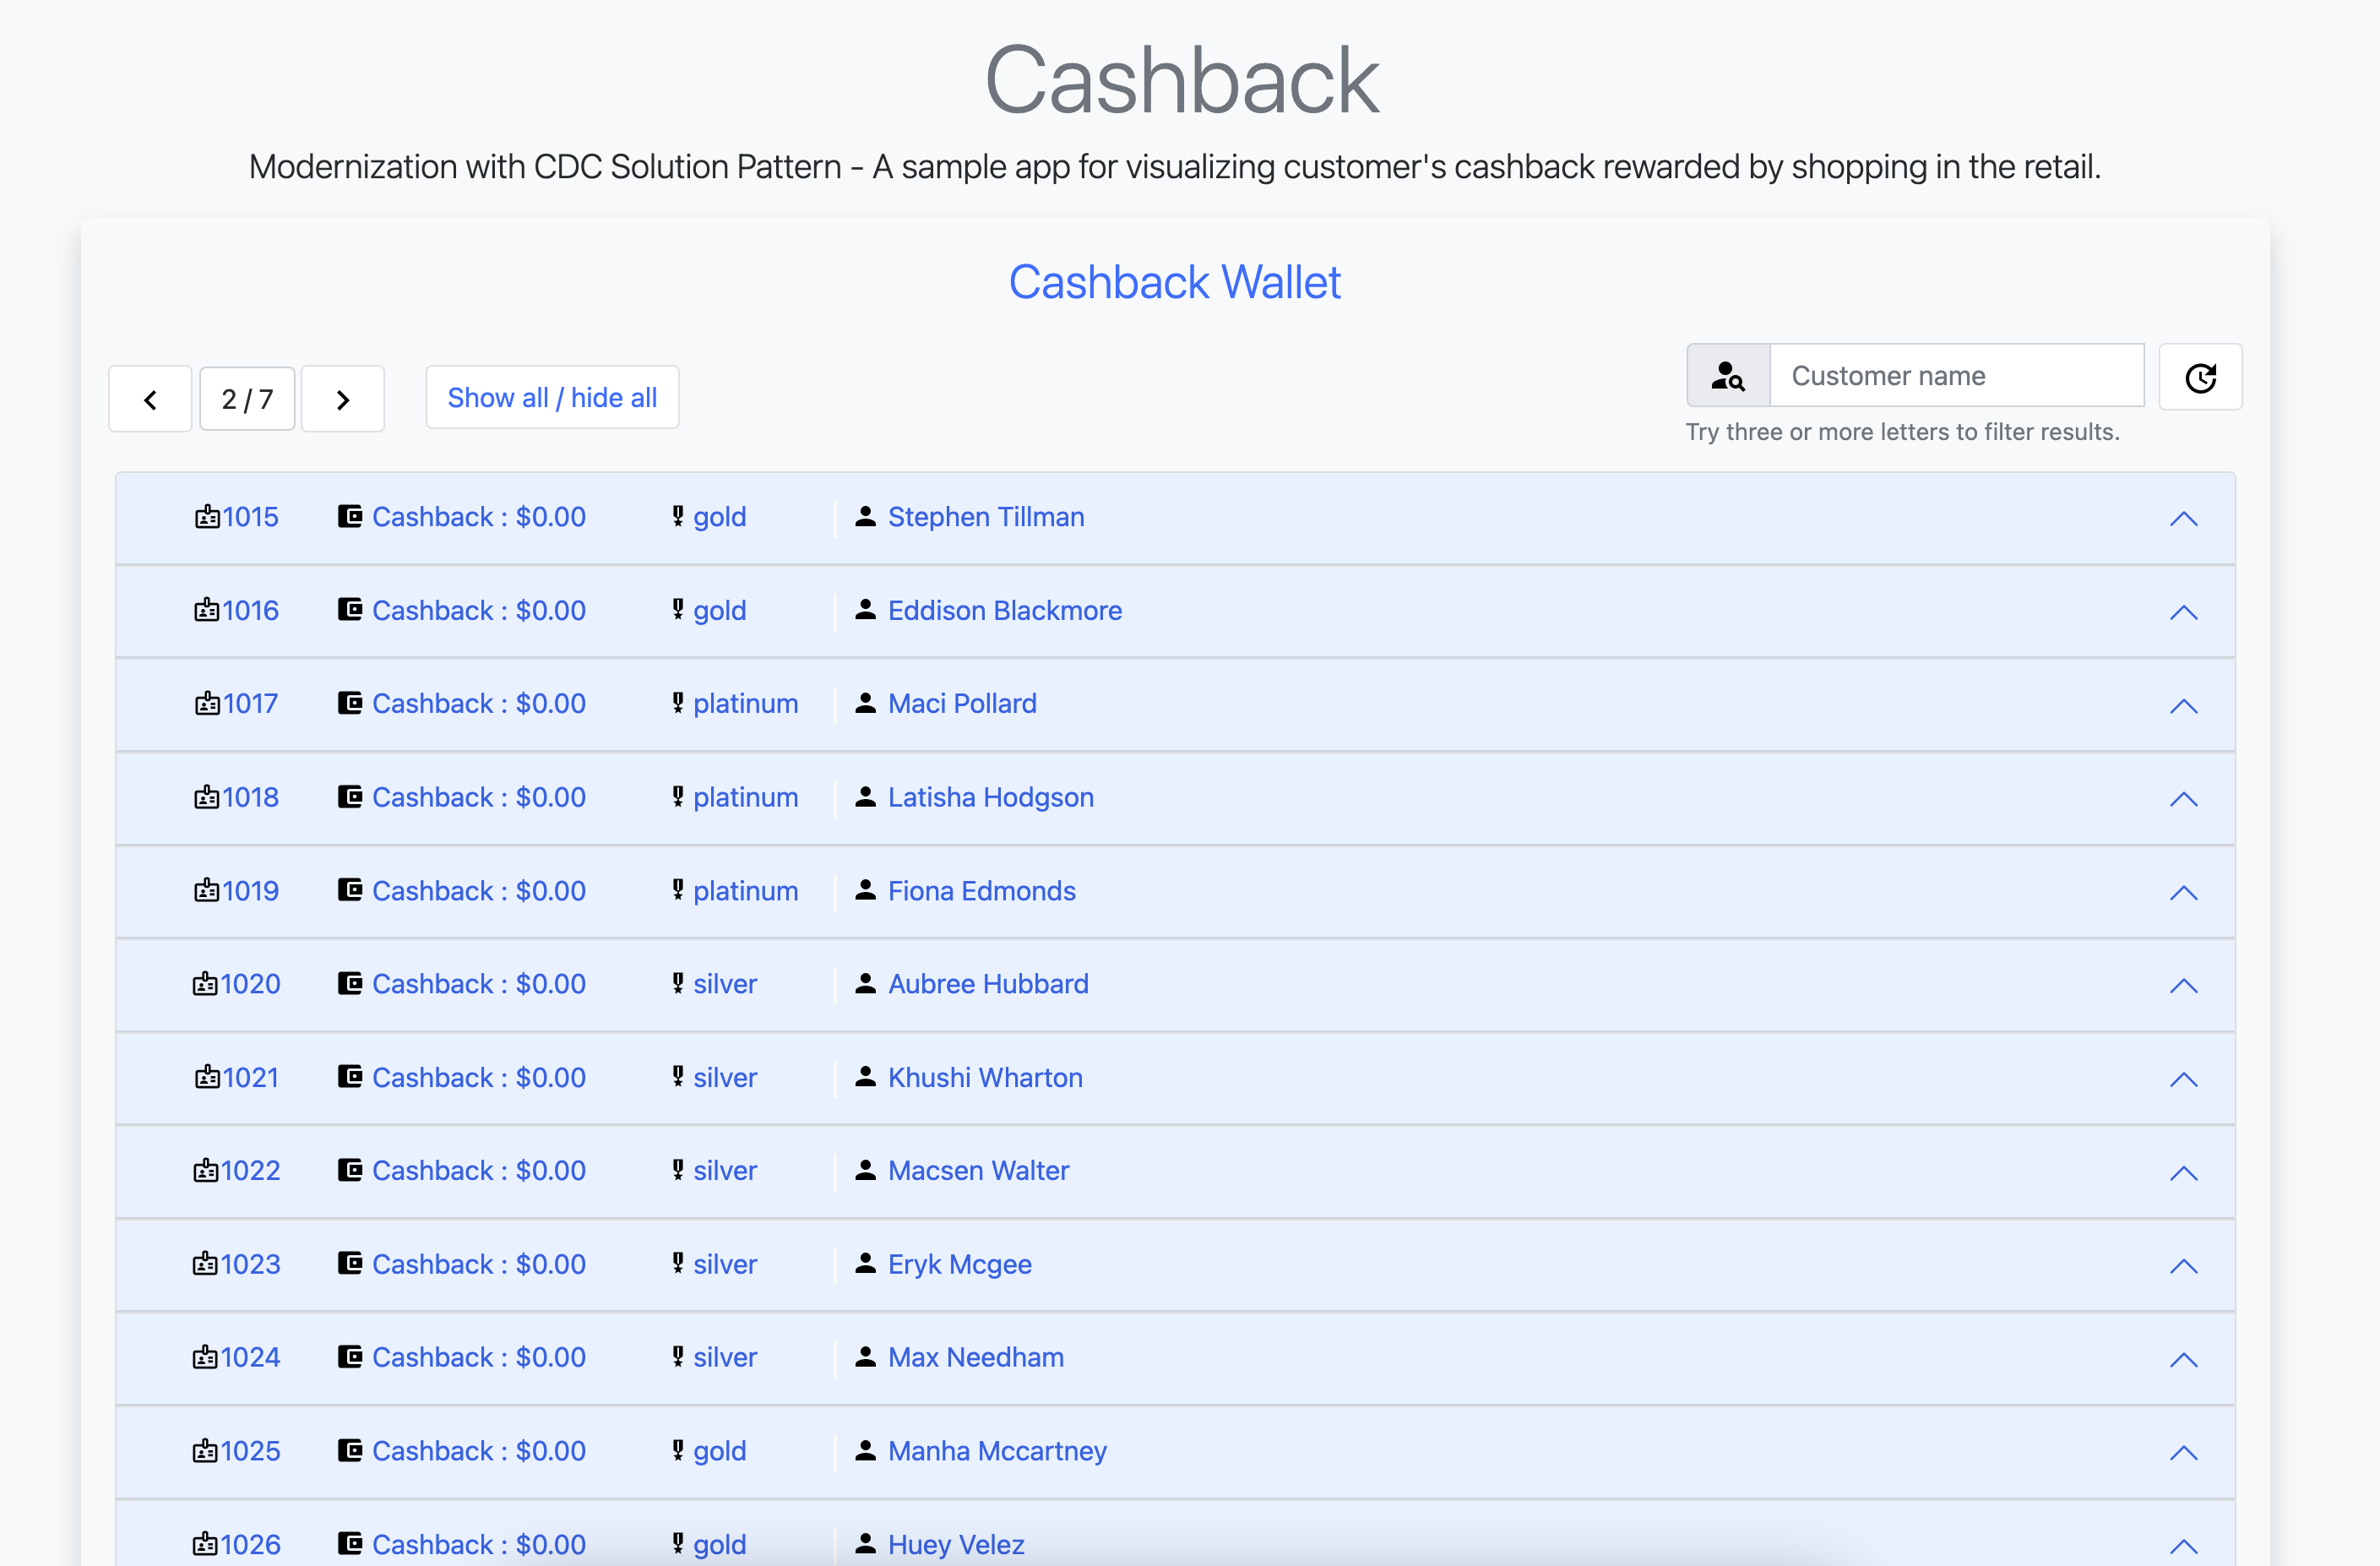 Cashback
Modernization with CDC Solution Pattern - A sample app for visualizing customer's cashback rewarded by shopping in the retail.
Cashback Wallet
2 / 7 Show all / hide all Customer name
Try three or more letters to filter results.
1015 Cashback : $0.00 gold Stephen Tillman
1016 Cashback : $0.00 gold Eddison Blackmore
1017 Cashback : $0.00 platinum Maci Pollard
1018 Cashback : $0.00 platinum Latisha Hodgson
1019 Cashback : $0.00 platinum Fiona Edmonds
1020 Cashback : $0.00 silver Aubree Hubbard
1021 Cashback : $0.00 silver Khushi Wharton
1022 Cashback : $0.00 silver Macsen Walter
1023 Cashback : $0.00 silver Eryk Mcgee
1024 Cashback : $0.00 silver Max Needham
1025 Cashback : $0.00 gold Manha Mccartney
1026 Cashback : $0.00 gold Huey Velez